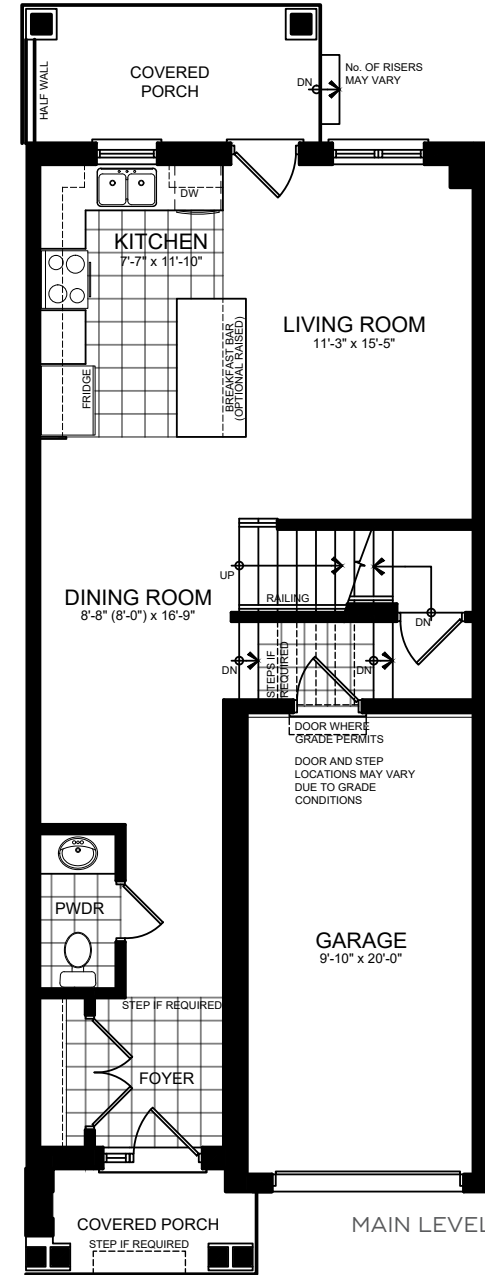 COVERED
PORCH
HALF WALL
DN
No. OF RISERS
MAY VARY
DW
KITCHEN
7'-7" x 11'-10"
LIVING ROOM
11'-3" x 15'-5"
BREAKFAST BAR
(OPTIONAL RAISED)
FRIDGE
UP
RAILING
DINING ROOM
8'-8" (8'-0") x 16'-9"
DN
DN
STEPS IF
REQUIRED
DN
DOOR WHERE
GRADE PERMITS
DOOR AND STEP
LOCATIONS MAY VARY
DUE TO GRADE
CONDITIONS
PWDR
GARAGE
9'-10" x 20'-0"
STEP IF REQUIRED
FOYER
COVERED PORCH
STEP IF REQUIRED
MAIN LEVEL